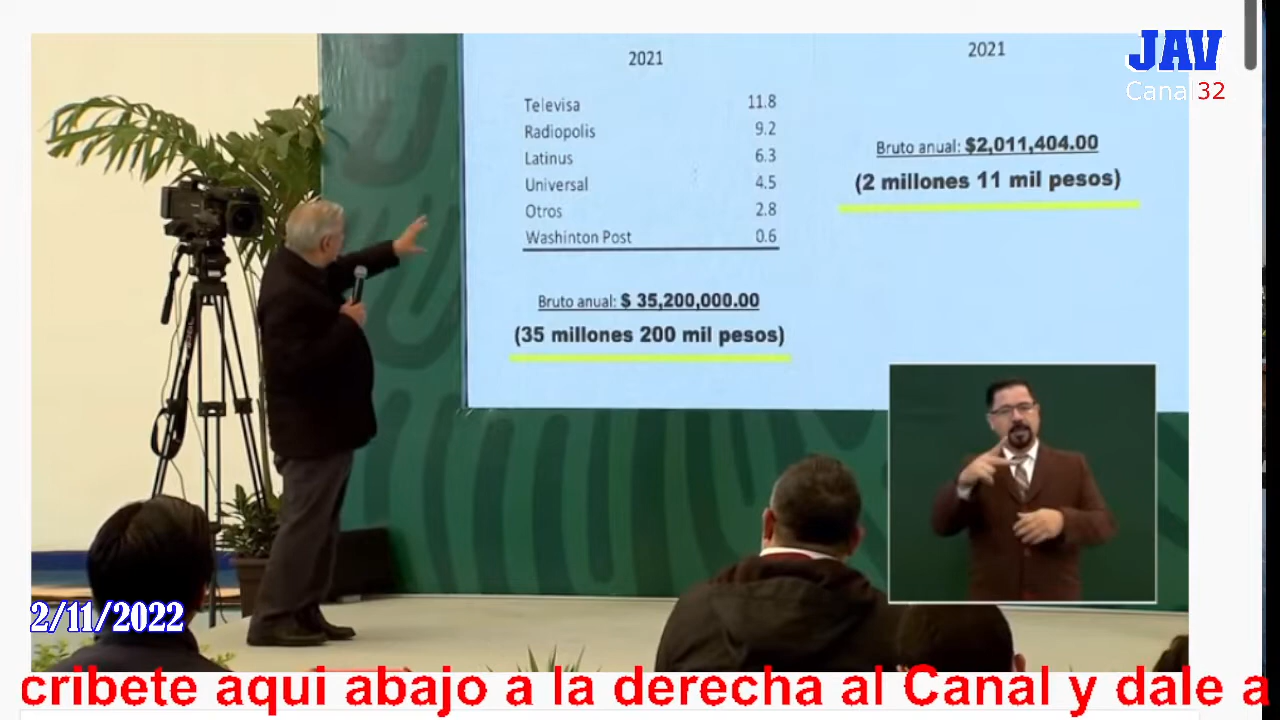 JAV
Canal 32
2021
Televisa 11.8
Radiopolis 9.2
Latinus 6.3
Universal 4.5
Otros 2.8
Washinton Post 0.6
Bruto anual: $ 35,200,000.00
(35 millones 200 mil pesos)
2021
Bruto anual: $2,011,404.00
(2 millones 11 mil pesos)
2/11/2022
cribete aqui abajo a la derecha al Canal y dale a